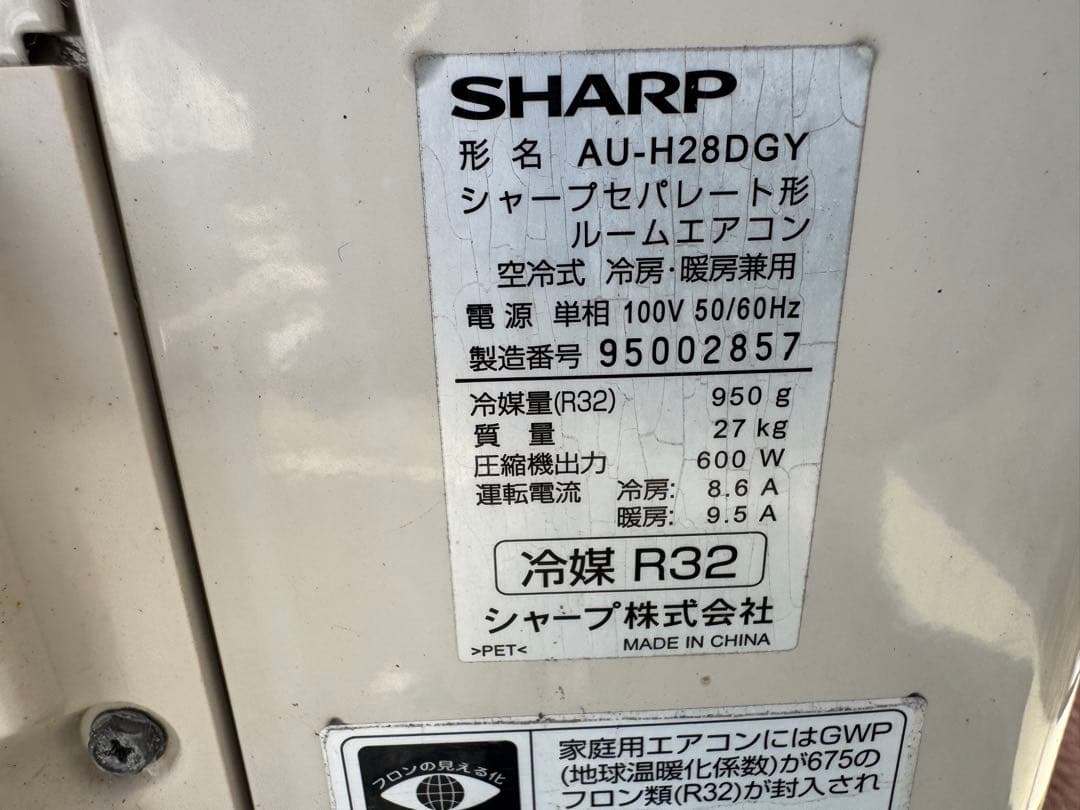 SHARP
形名 AU-H28DGY
シャープセパレート形
ルームエアコン
空冷式 冷房・暖房兼用
電源 単相 100V 50/60Hz
製造番号 95002857
冷媒量(R32) 950 g
質量 27 kg
圧縮機出力 600 W
運転電流 冷房: 8.6 A
暖房: 9.5 A
冷媒 R32
シャープ株式会社
>PET< MADE IN CHINA
フロンの見える化
家庭用エアコンにはGWP
(地球温暖化係数)が675の
フロン類(R32)が封入され